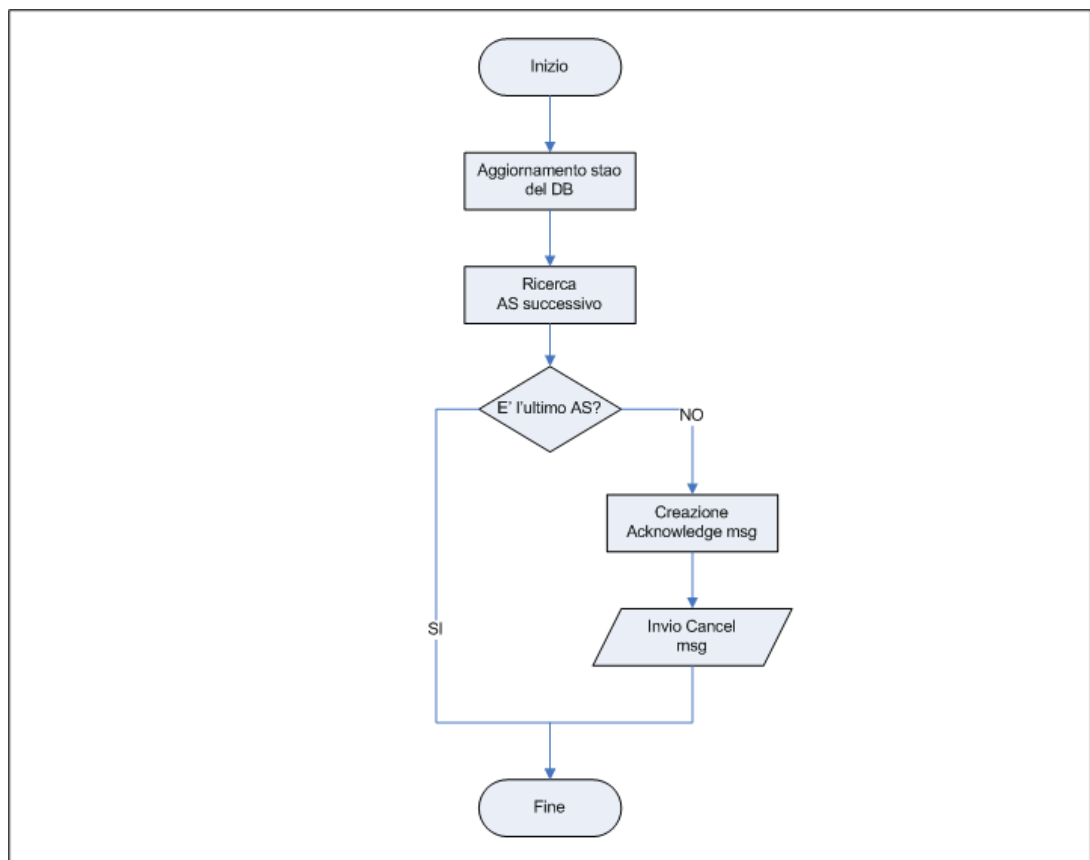 Inizio
Aggiornamento stao
del DB
Ricerca
AS successivo
E' l'ultimo AS?
NO
Creazione
Acknowledge msg
SI
Invio Cancel
msg
Fine